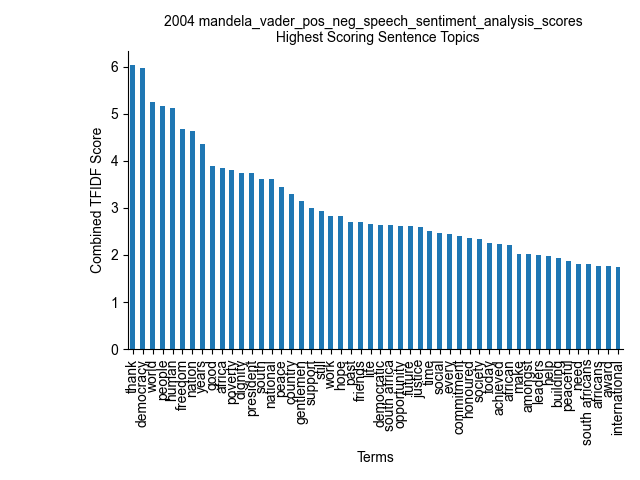 2004 mandela_vader_pos_neg_speech_sentiment_analysis_scores
Highest Scoring Sentence Topics
Combined TFIDF Score
6
5
4
3
2
1
0
thank
democracy
world
people
human
freedom
nation
years
good
africa
poverty
dignity
president
south
national
peace
country
gentlemen
support
still
work
hope
past
friends
life
democratic
south africa
opportunity
future
justice
time
social
every
commitment
honoured
society
today
achieved
african
make
amongst
leaders
help
building
peaceful
need
south africans
africans
award
international
Terms